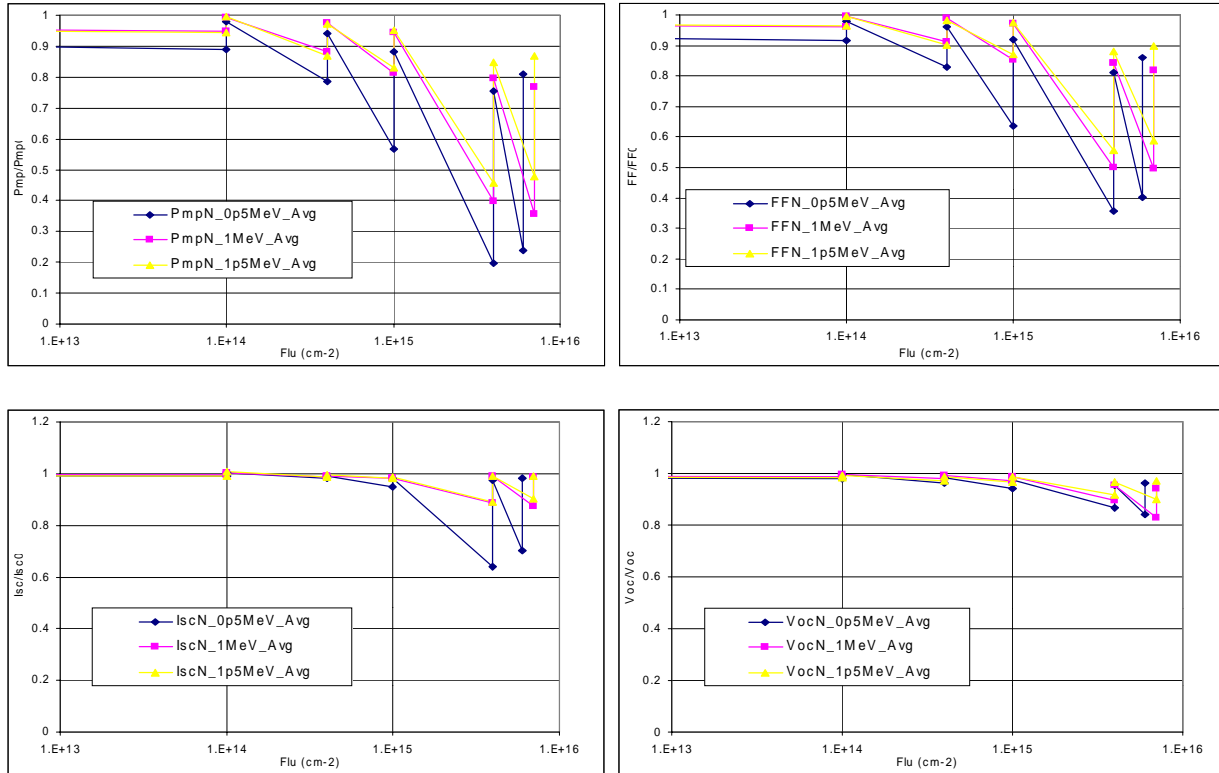 1
0.9
0.8
0.7
0.6
0.5
0.4
0.3
0.2
0.1
0
Pmp/Pmp(
PmpN_0p5MeV_Avg
PmpN_1MeV_Avg
PmpN_1p5MeV_Avg
1.E+13 1.E+14 1.E+15 1.E+16
Flu (cm-2)
1
0.9
0.8
0.7
0.6
0.5
0.4
0.3
0.2
0.1
0
FF/FF(
FFN_0p5MeV_Avg
FFN_1MeV_Avg
FFN_1p5MeV_Avg
1.E+13 1.E+14 1.E+15 1.E+16
Flu (cm-2)
1.2
1
0.8
0.6
0.4
0.2
0
Isc/Isc0
IscN_0p5MeV_Avg
IscN_1MeV_Avg
IscN_1p5MeV_Avg
1.E+13 1.E+14 1.E+15 1.E+16
Flu (cm-2)
1.2
1
0.8
0.6
0.4
0.2
0
Voc/Voc
VocN_0p5MeV_Avg
VocN_1MeV_Avg
VocN_1p5MeV_Avg
1.E+13 1.E+14 1.E+15 1.E+16
Flu (cm-2)